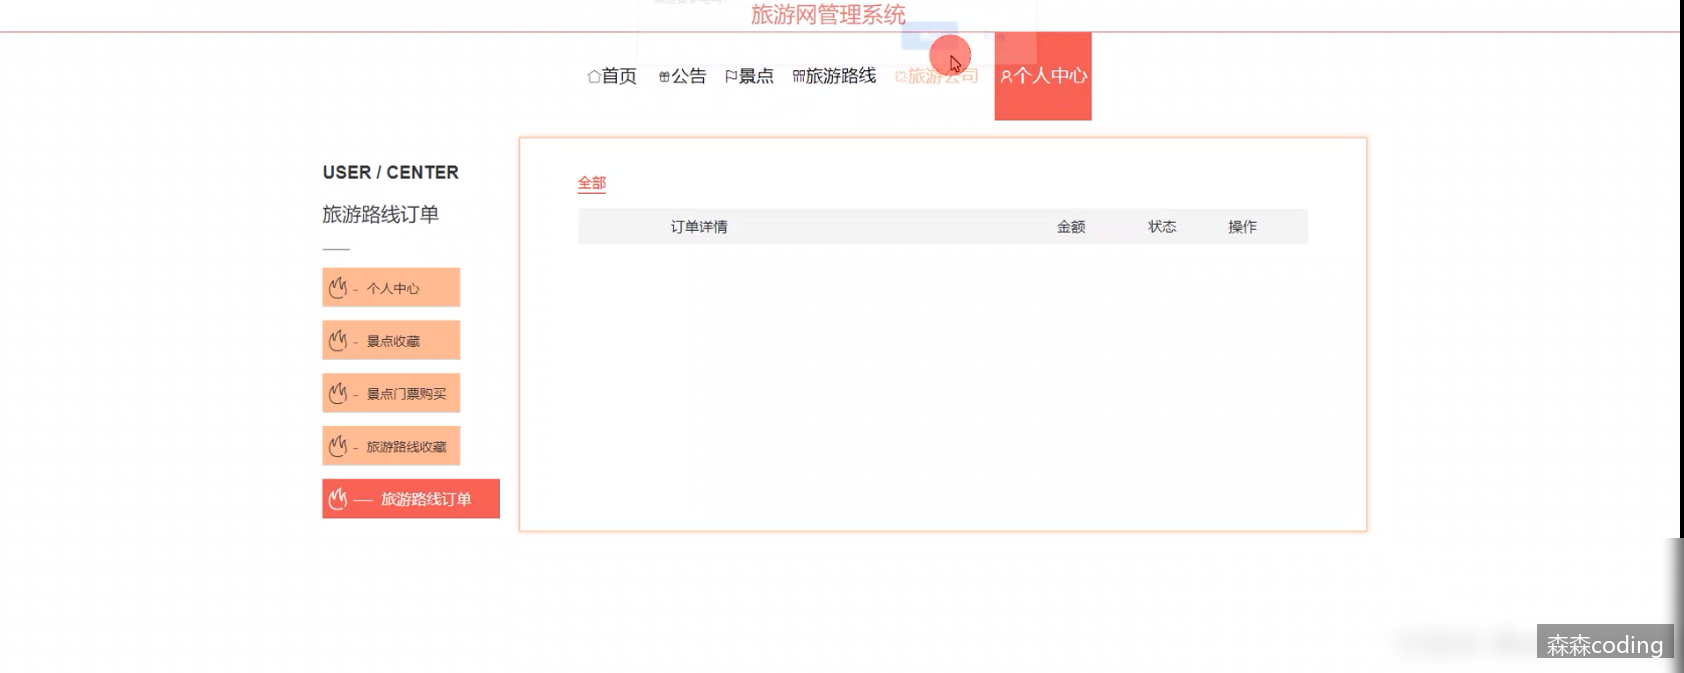 旅游网管理系统
首页 公告 景点 旅游路线 旅游公司 个人中心
USER / CENTER
旅游路线订单
- 个人中心
- 景点收藏
- 景点门票购买
- 旅游路线收藏
— 旅游路线订单
全部
订单详情 金额 状态 操作
森森coding